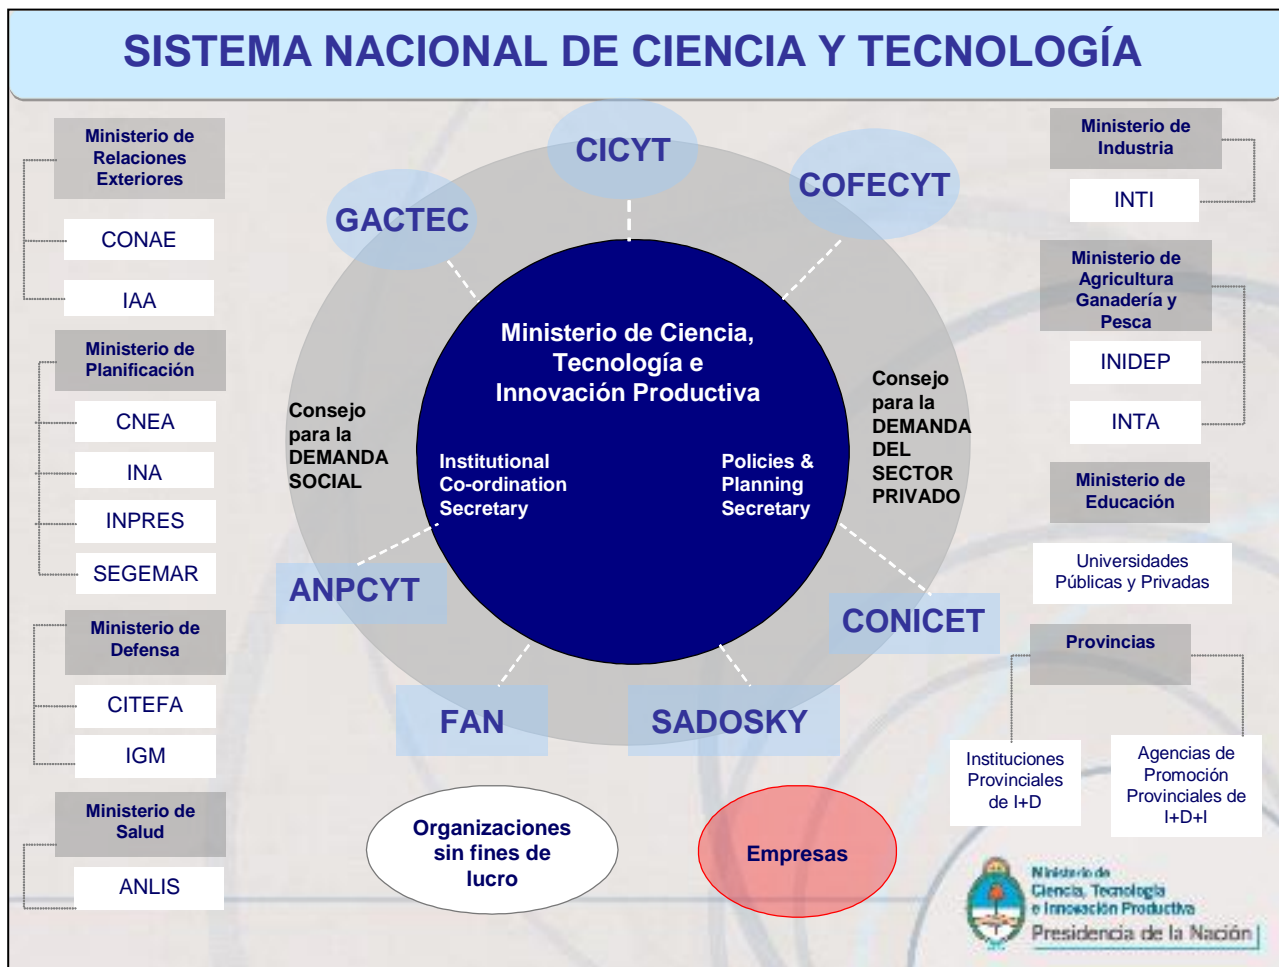 SISTEMA NACIONAL DE CIENCIA Y TECNOLOGÍA
Ministerio de
Relaciones
Exteriores
CONAE
IAA
Ministerio de
Planificación
CNEA
INA
INPRES
SEGEMAR
Ministerio de
Defensa
CITEFA
IGM
Ministerio de
Salud
ANLIS
CICYT
GACTEC
COFECYT
Ministerio de Ciencia,
Tecnología e
Innovación Productiva
Consejo
para la
DEMANDA
SOCIAL
Institutional
Co-ordination
Secretary
Policies &
Planning
Secretary
Consejo
para la
DEMANDA
DEL
SECTOR
PRIVADO
ANPCYT
CONICET
FAN
SADOSKY
Organizaciones
sin fines de
lucro
Empresas
Ministerio de
Industria
INTI
Ministerio de
Agricultura
Ganadería y
Pesca
INIDEP
INTA
Ministerio de
Educación
Universidades
Públicas y Privadas
Provincias
Instituciones
Provinciales
de I+D
Agencias de
Promoción
Provinciales de
I+D+I
Ministerio de
Ciencia, Tecnología
e Innovación Productiva
Presidencia de la Nación